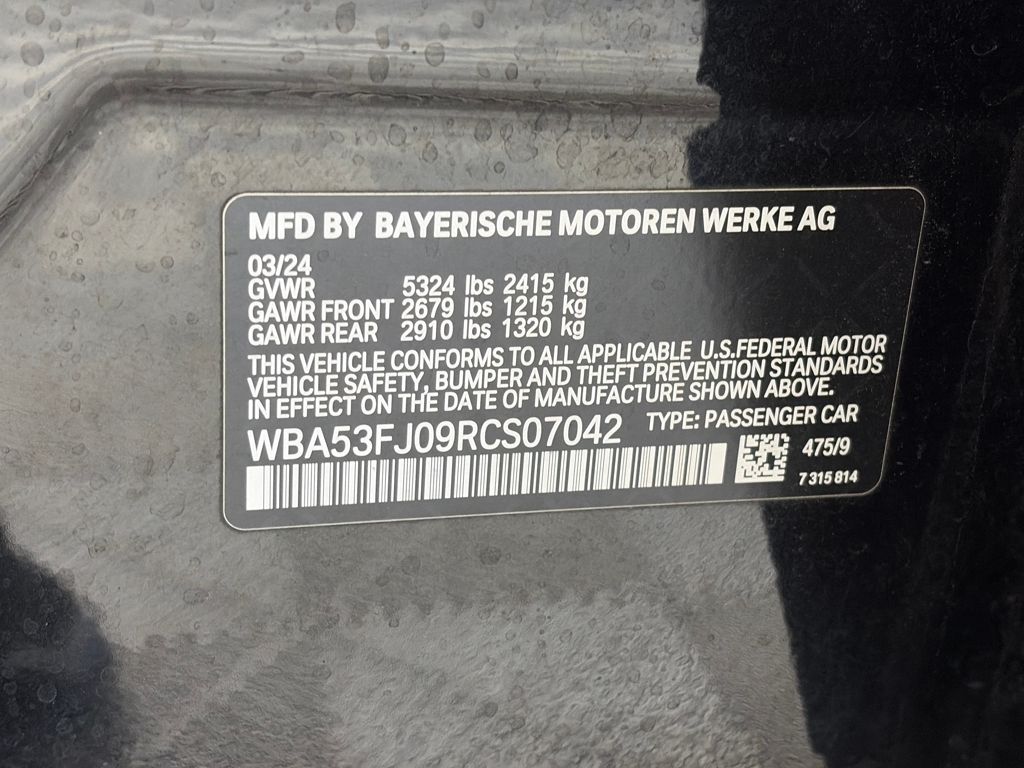 MFD BY BAYERISCHE MOTOREN WERKE AG
03/24
GVWR 5324 lbs 2415 kg
GAWR FRONT 2679 lbs 1215 kg
GAWR REAR 2910 lbs 1320 kg
THIS VEHICLE CONFORMS TO ALL APPLICABLE U.S.FEDERAL MOTOR
VEHICLE SAFETY, BUMPER AND THEFT PREVENTION STANDARDS
IN EFFECT ON THE DATE OF MANUFACTURE SHOWN ABOVE.
WBA53FJ09RCS07042 TYPE: PASSENGER CAR
475/9
7 315 814